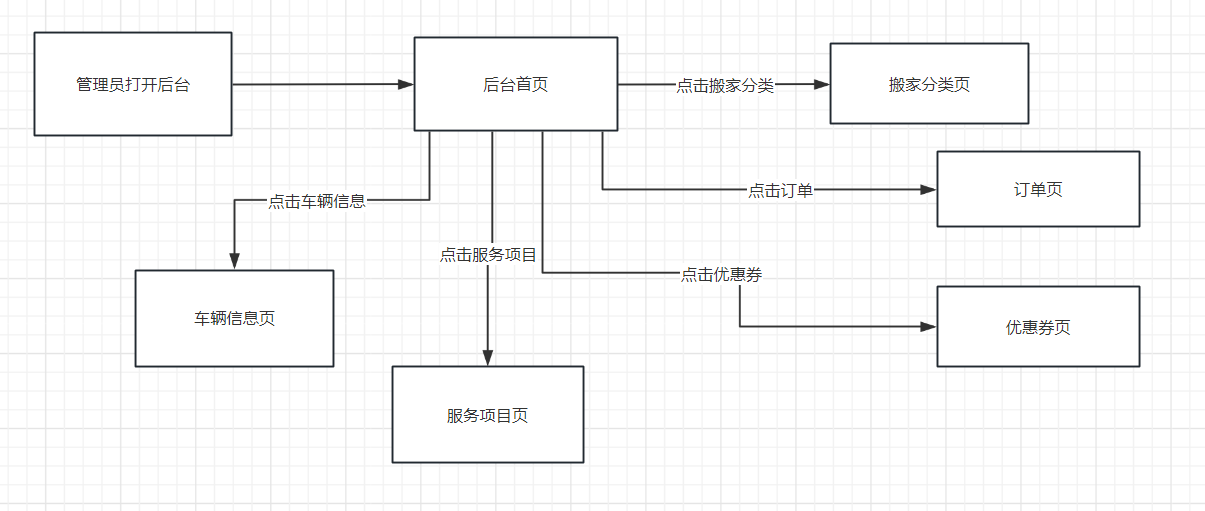 管理员打开后台
后台首页
点击搬家分类
搬家分类页
点击车辆信息
点击订单
订单页
点击服务项目
点击优惠券
车辆信息页
优惠券页
服务项目页